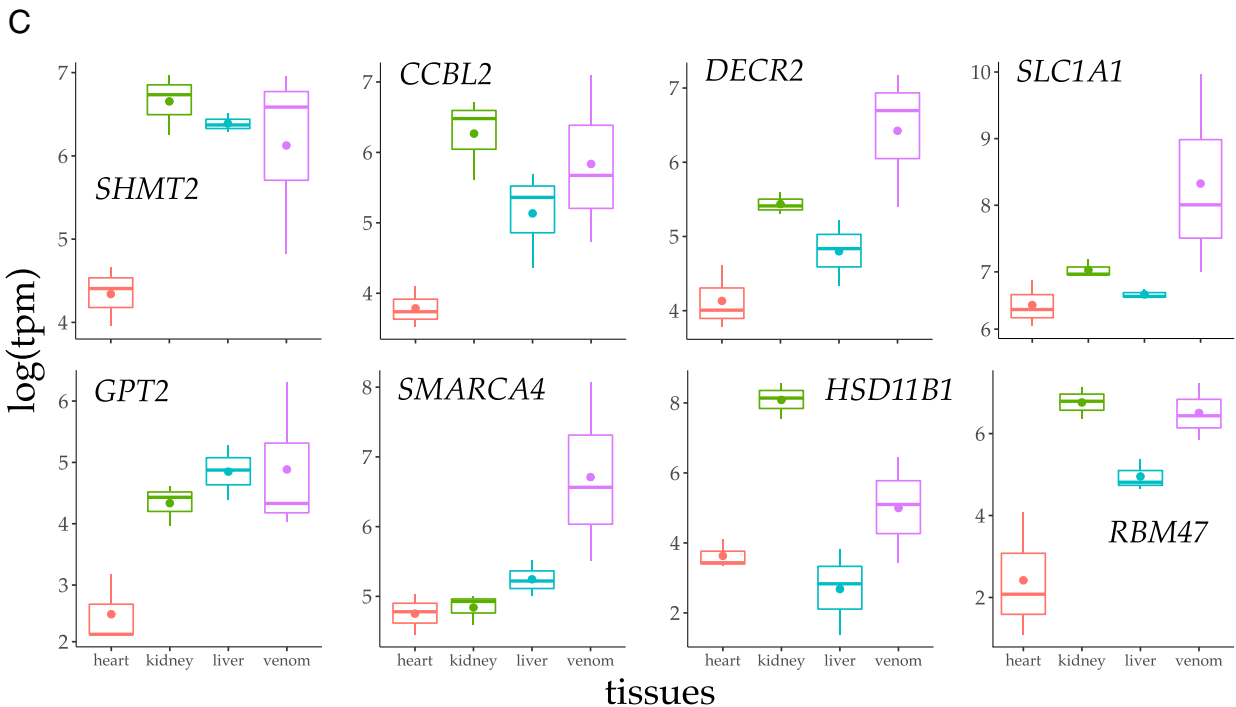 C
log(tpm)
SHMT2
7
6
5
4
CCBL2
7
6
5
4
DECR2
7
6
5
4
SLC1A1
10
9
8
7
6
GPT2
6
5
4
3
2
heart kidney liver venom
SMARCA4
8
7
6
5
heart kidney liver venom
HSD11B1
8
6
4
2
heart kidney liver venom
RBM47
6
4
2
heart kidney liver venom
tissues